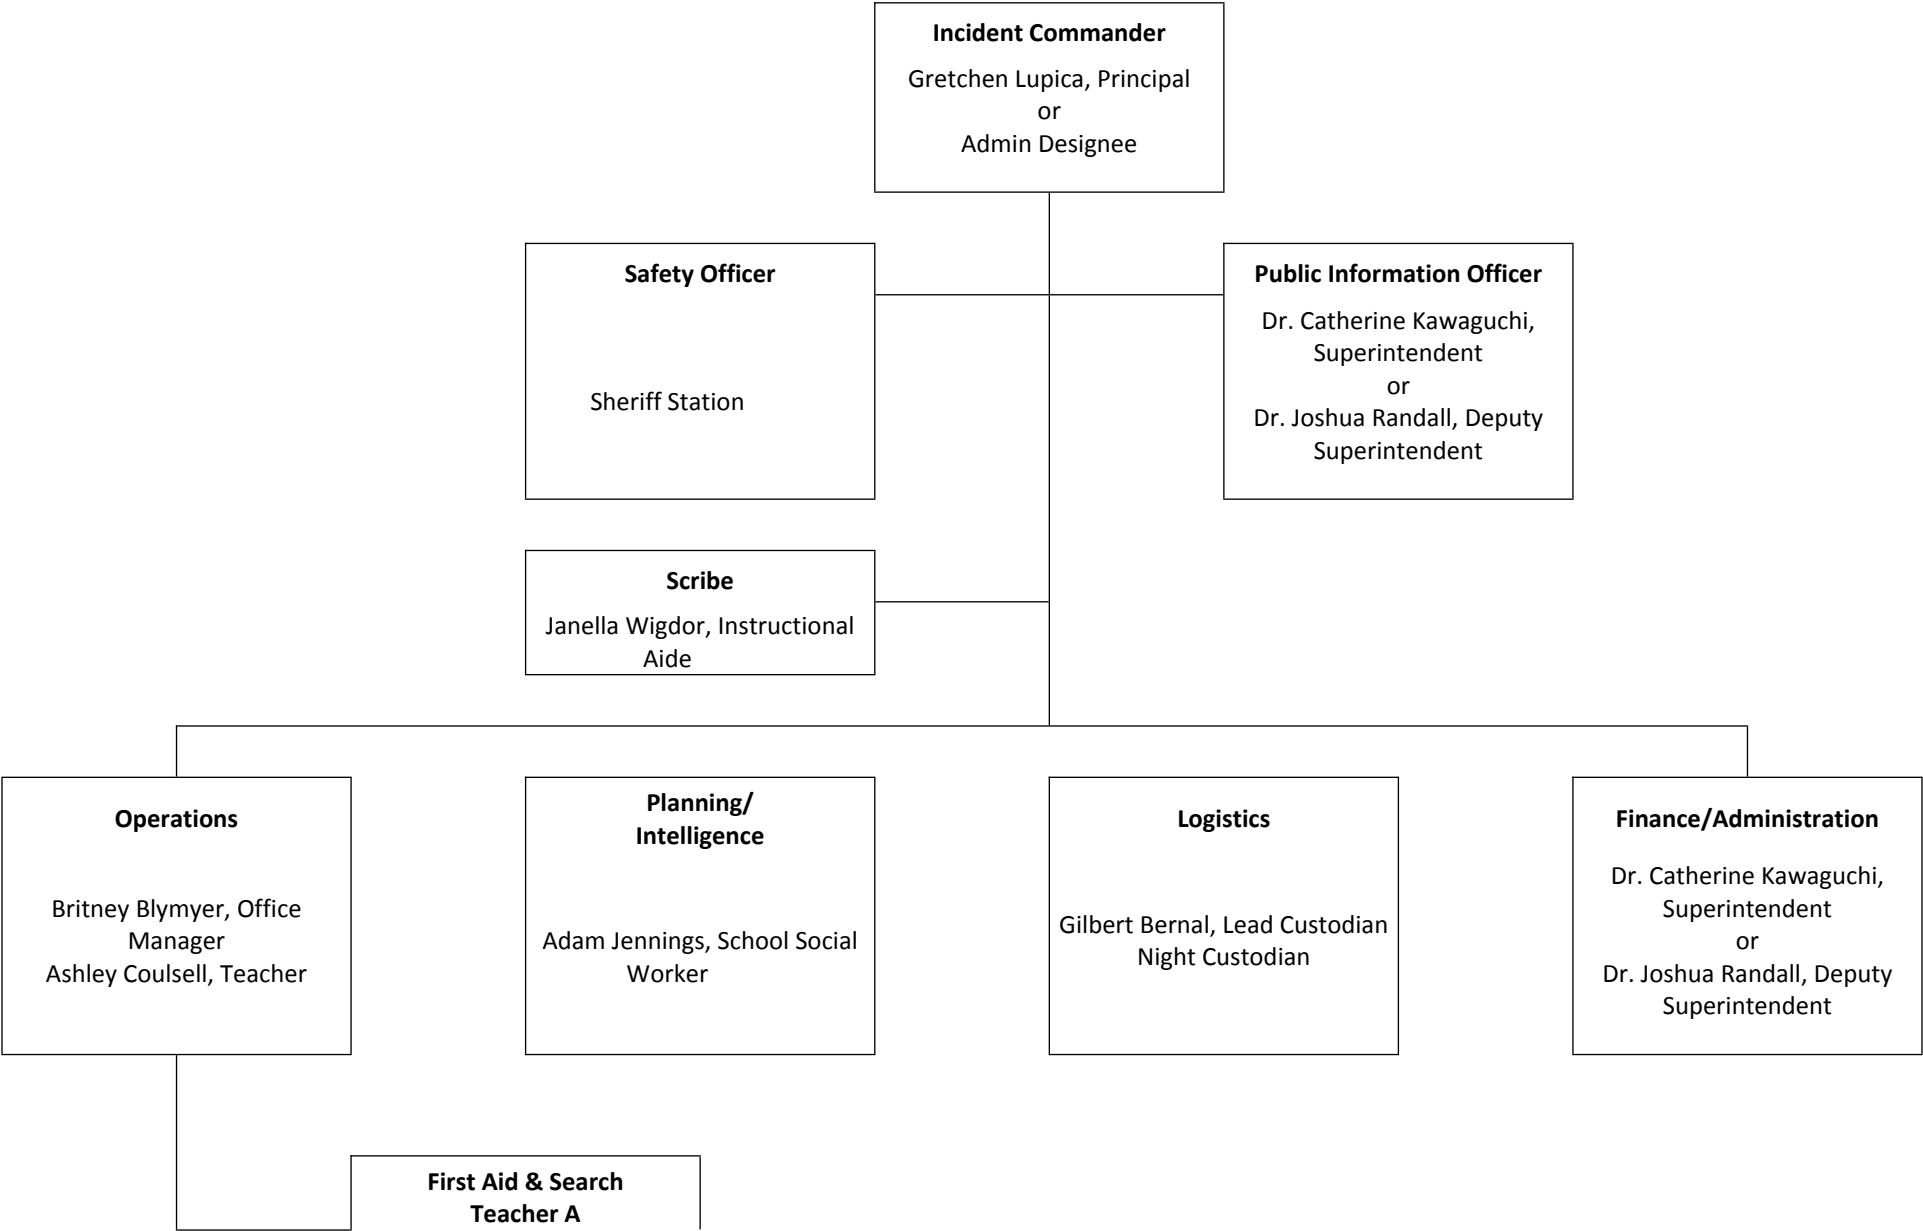 Incident Commander
Gretchen Lupica, Principal
or
Admin Designee
Safety Officer
Sheriff Station
Public Information Officer
Dr. Catherine Kawaguchi,
Superintendent
or
Dr. Joshua Randall, Deputy
Superintendent
Scribe
Janella Wigdor, Instructional
Aide
Operations
Britney Blymyer, Office
Manager
Ashley Coulsell, Teacher
Planning/
Intelligence
Adam Jennings, School Social
Worker
Logistics
Gilbert Bernal, Lead Custodian
Night Custodian
Finance/Administration
Dr. Catherine Kawaguchi,
Superintendent
or
Dr. Joshua Randall, Deputy
Superintendent
First Aid & Search
Teacher A